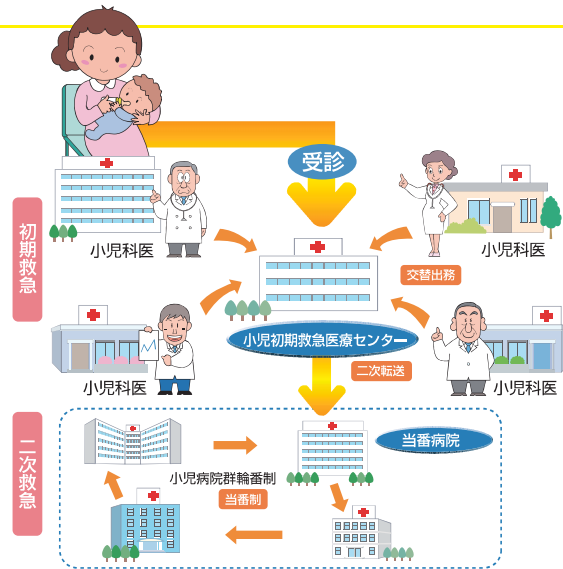 受診
初期救急
小児科医
小児科医
交替出務
小児初期救急医療センター
小児科医
二次転送
小児科医
二次救急
当番病院
小児病院群輪番制
当番制